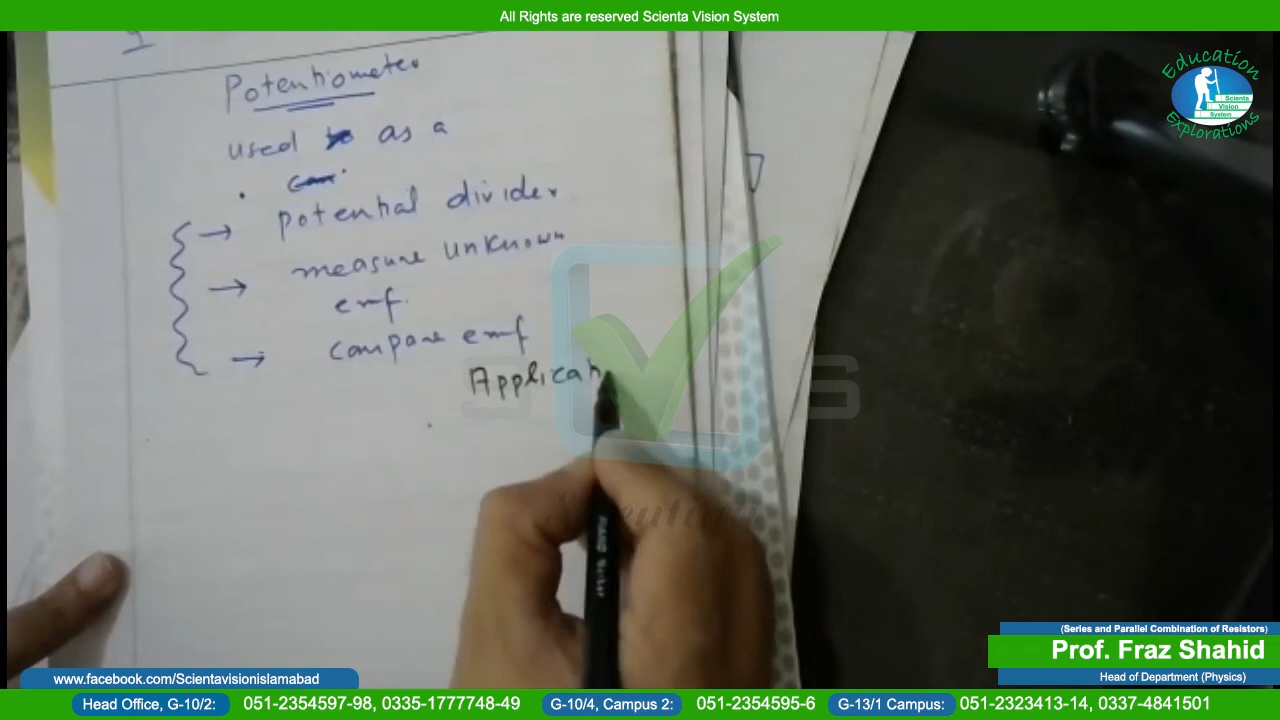 All Rights are reserved Scienta Vision System
Education
Scienta
Vision
System
Explorations
Potentiometer
used as a
→ potential divider
→ measure unknown
emf.
→ compare emf
Applicat
S V S
(Series and Parallel Combination of Resistors)
Prof. Fraz Shahid
Head of Department (Physics)
www.facebook.com/Scientavisionislamabad
Head Office, G-10/2: 051-2354597-98, 0335-1777748-49 G-10/4, Campus 2: 051-2354595-6 G-13/1 Campus: 051-2323413-14, 0337-4841501